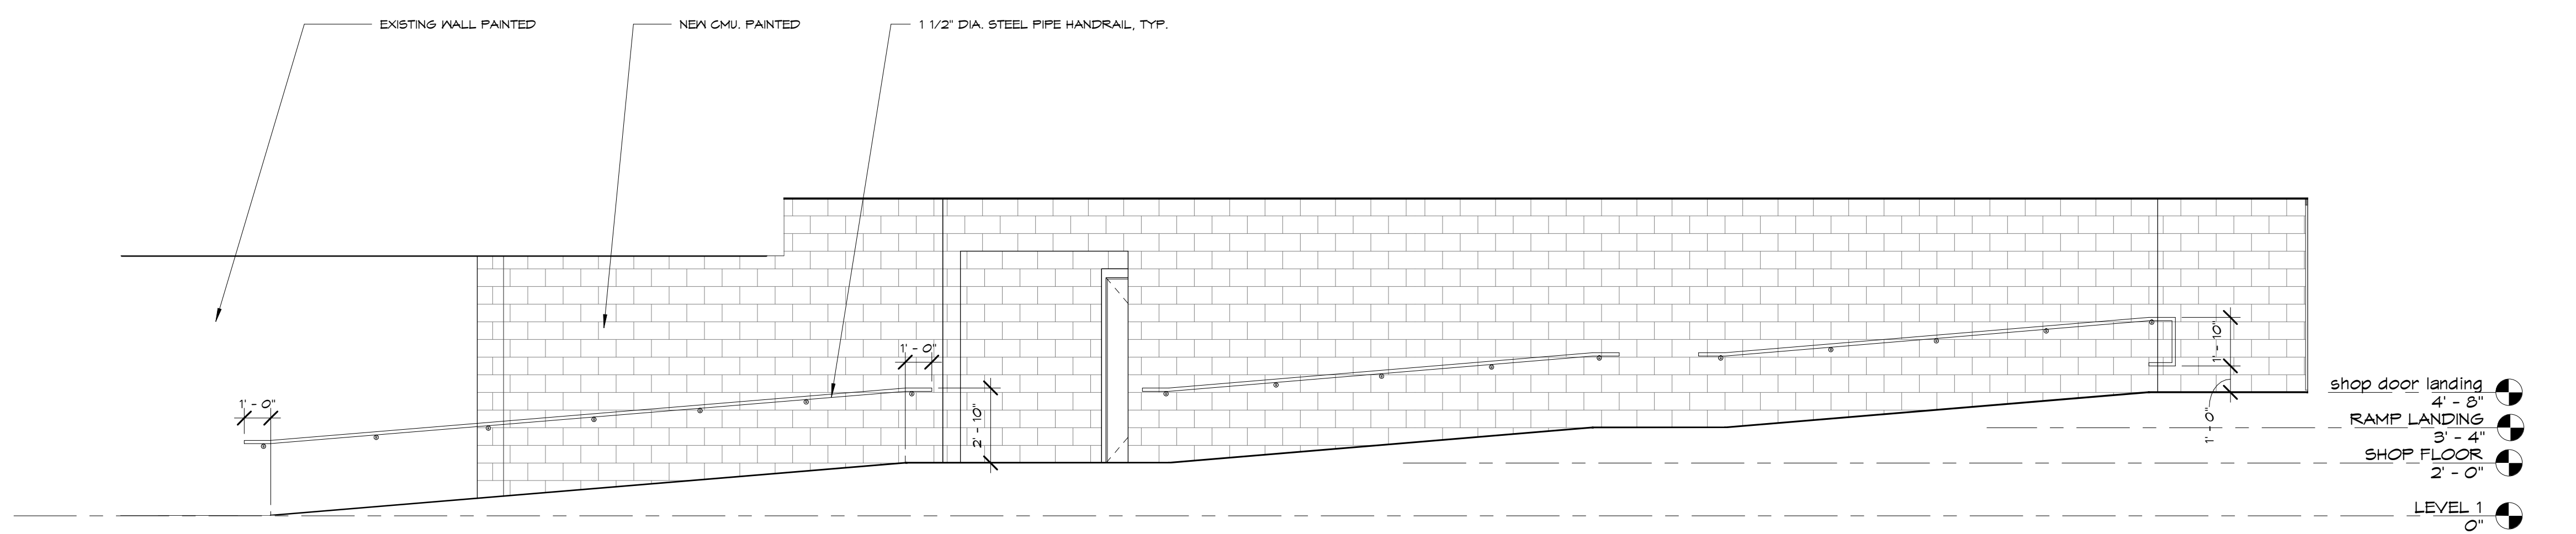 EXISTING WALL PAINTED
NEW CMU. PAINTED
1 1/2" DIA. STEEL PIPE HANDRAIL, TYP.
1' - 0"
1' - 0"
2' - 10"
1' - 10"
1' - 0"
shop door landing
4' - 8"
RAMP LANDING
3' - 4"
SHOP FLOOR
2' - 0"
LEVEL 1
0"